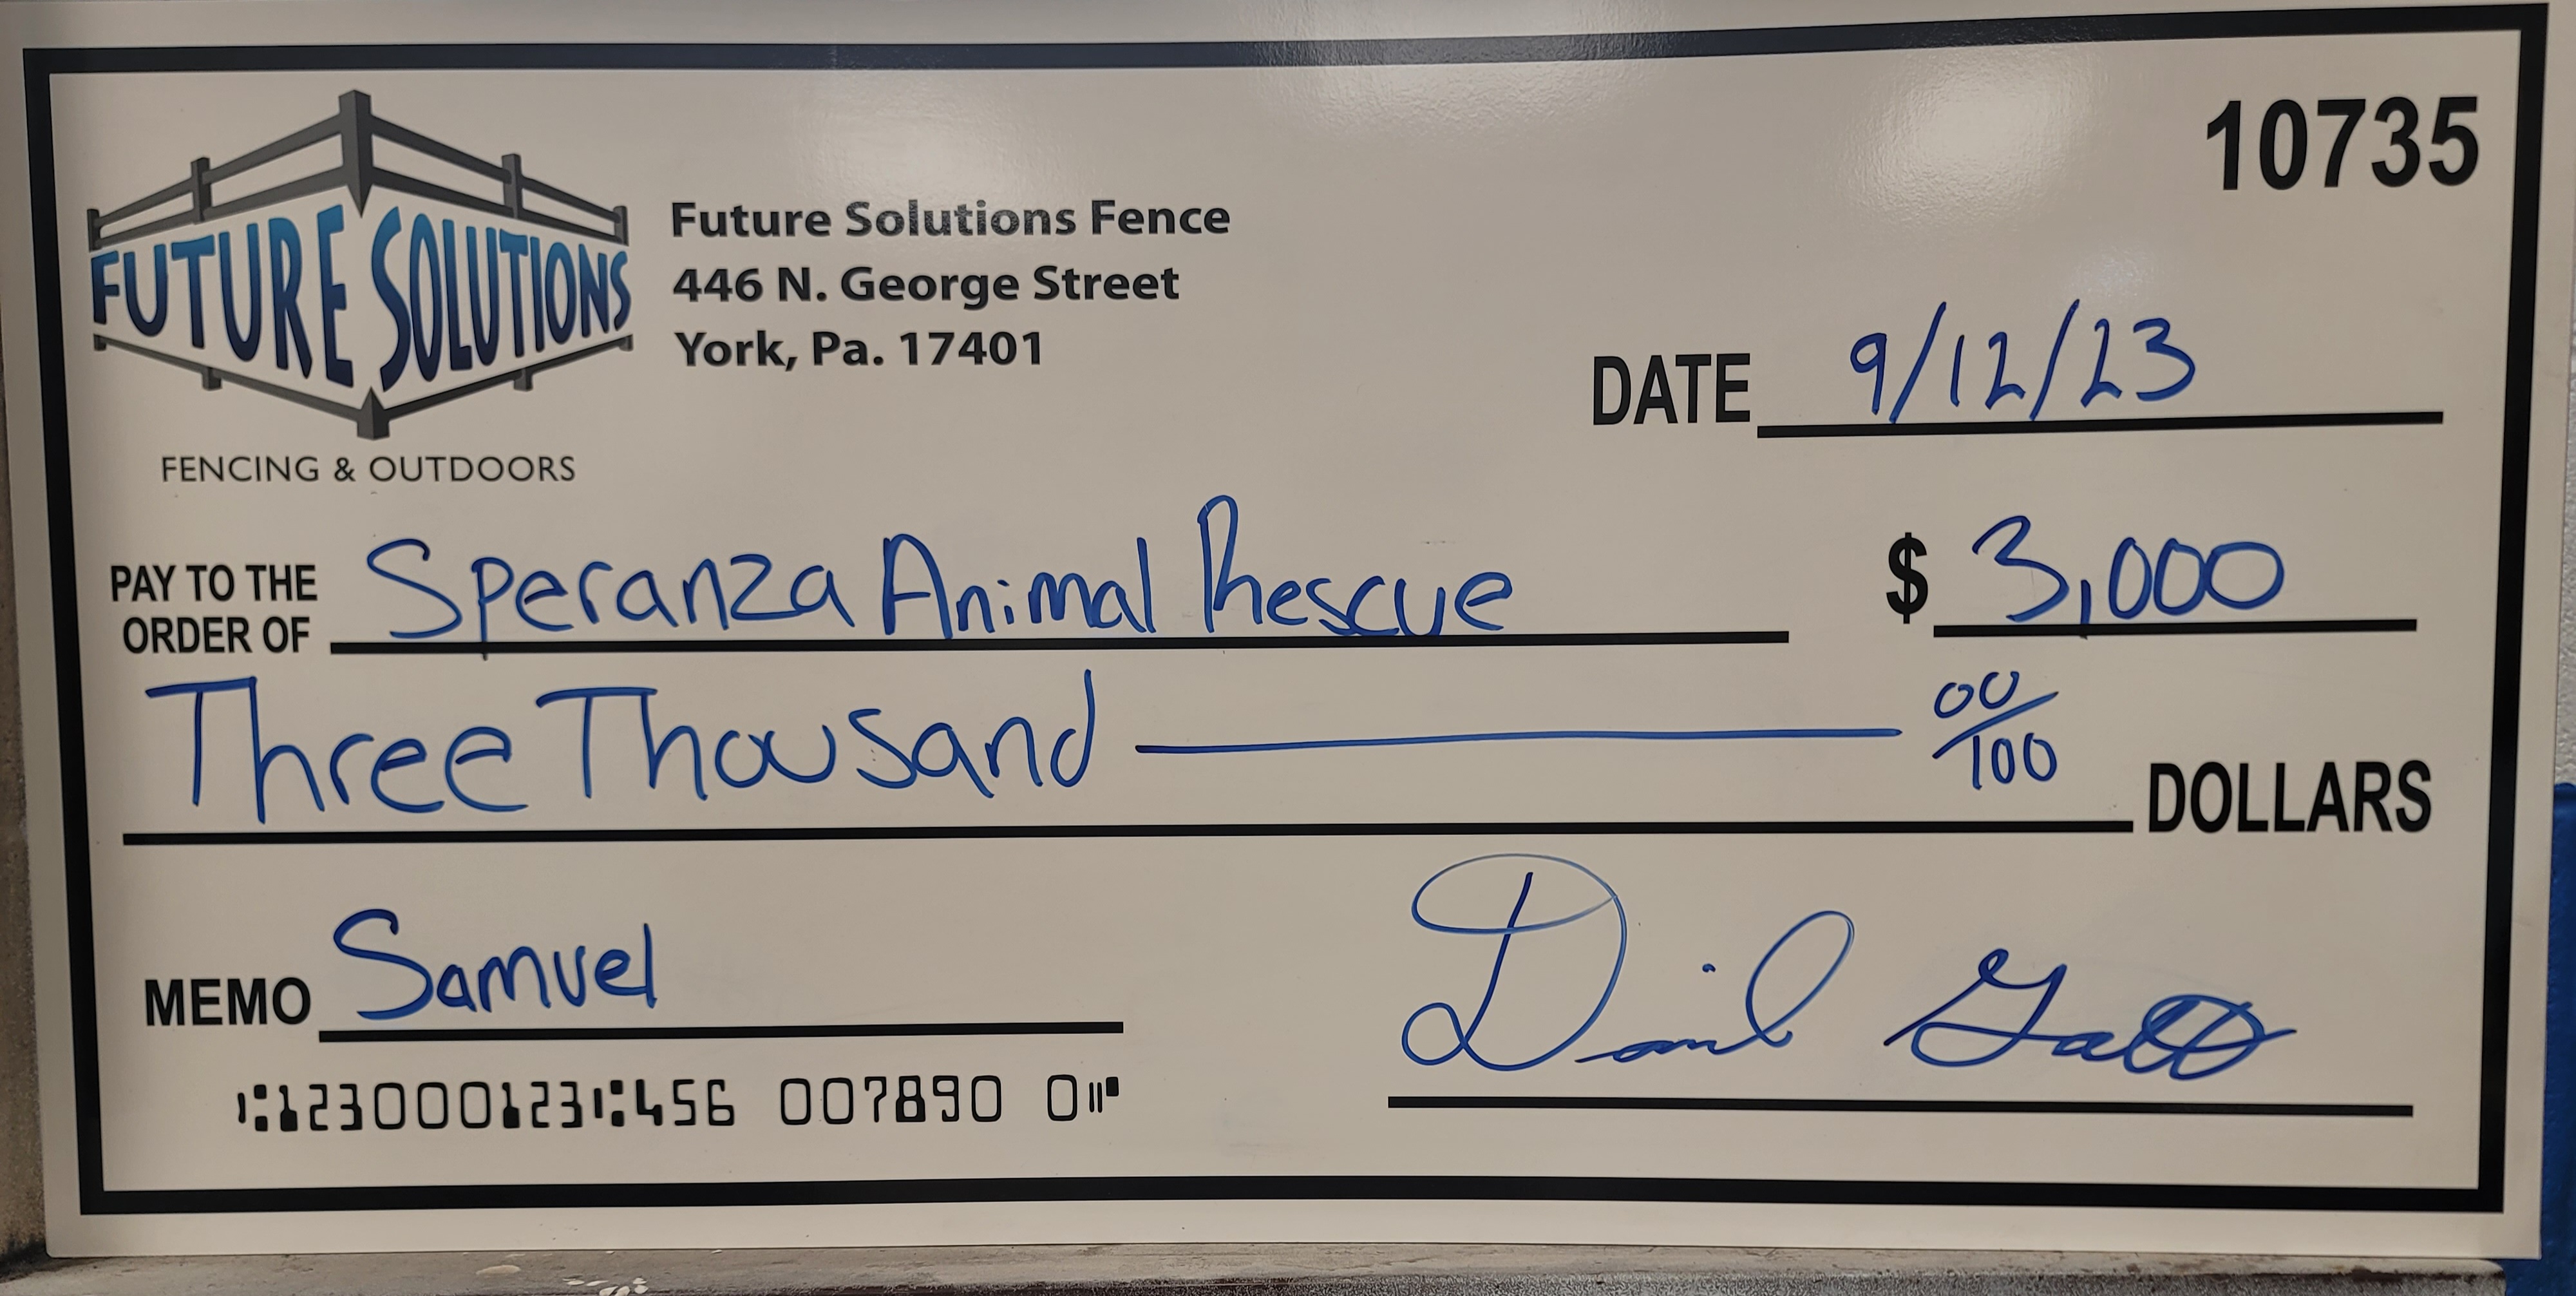 10735
FUTURE SOLUTIONS
FENCING & OUTDOORS
Future Solutions Fence
446 N. George Street
York, Pa. 17401
DATE 9/12/23
PAY TO THE
ORDER OF Speranza Animal Rescue $ 3,000
Three Thousand 00/100 DOLLARS
MEMO Samuel
⑆123000123⑆456 007890 0⑈